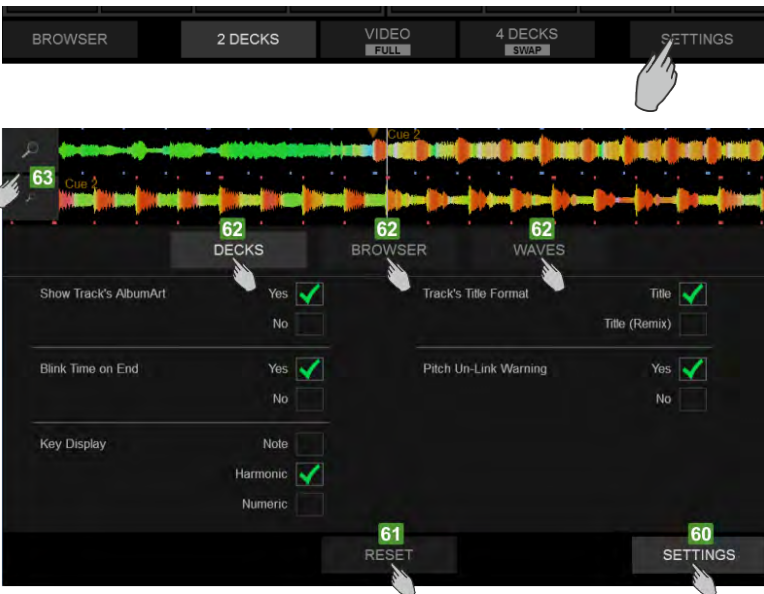 BROWSER 2 DECKS VIDEO 4 DECKS SETTINGS
FULL SWAP
Cue 2
63
Cue 2
62 62 62
DECKS BROWSER WAVES
Show Track's AlbumArt Yes Track's Title Format Title
No Title (Remix)
Blink Time on End Yes Pitch Un-Link Warning Yes
No No
Key Display Note
Harmonic
Numeric
61 60
RESET SETTINGS